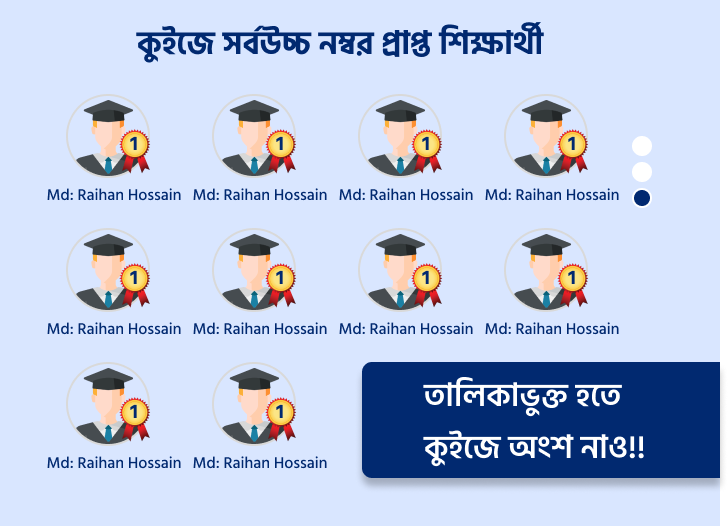 কুইজে সর্বউচ্চ নম্বর প্রাপ্ত শিক্ষার্থী
1 1 1 1
Md: Raihan Hossain Md: Raihan Hossain Md: Raihan Hossain Md: Raihan Hossain
1 1 1 1
Md: Raihan Hossain Md: Raihan Hossain Md: Raihan Hossain Md: Raihan Hossain
1 1
Md: Raihan Hossain Md: Raihan Hossain
তালিকাভুক্ত হতে
কুইজে অংশ নাও!!